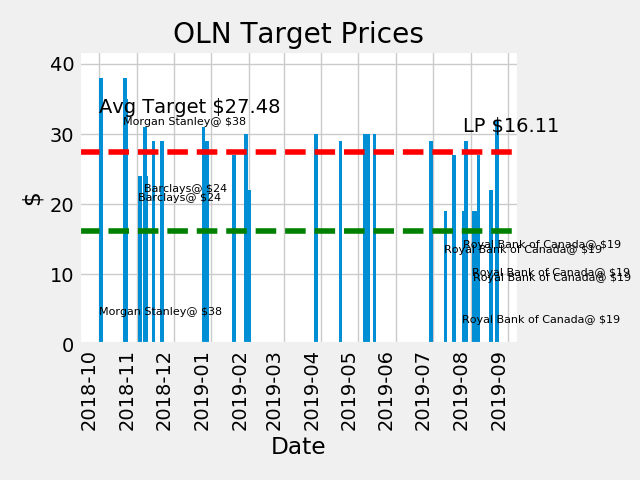 OLN Target Prices
40
30
20
10
0
$
Avg Target $27.48
Morgan Stanley@ $38
LP $16.11
Barclays@ $24
Barclays@ $24
Royal Bank of Canada@ $19
Royal Bank of Canada@ $19
Royal Bank of Canada@ $19
Royal Bank of Canada@ $19
Morgan Stanley@ $38
Royal Bank of Canada@ $19
2018-10
2018-11
2018-12
2019-01
2019-02
2019-03
2019-04
2019-05
2019-06
2019-07
2019-08
2019-09
Date